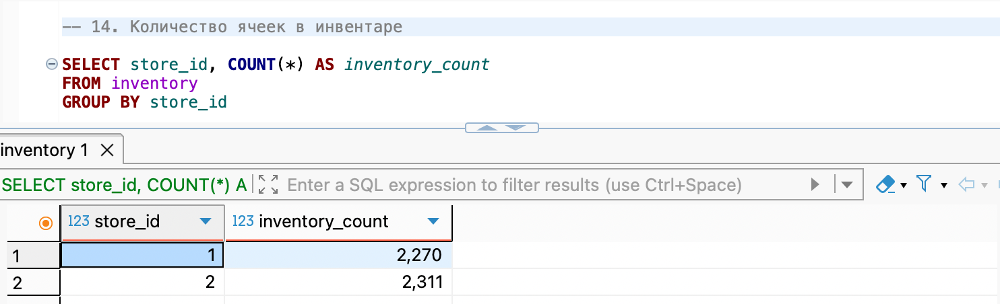 -- 14. Количество ячеек в инвентаре
SELECT store_id, COUNT(*) AS inventory_count
FROM inventory
GROUP BY store_id
inventory 1
SELECT store_id, COUNT(*) A
Enter a SQL expression to filter results (use Ctrl+Space)
123 store_id 123 inventory_count
1 1 2,270
2 2 2,311